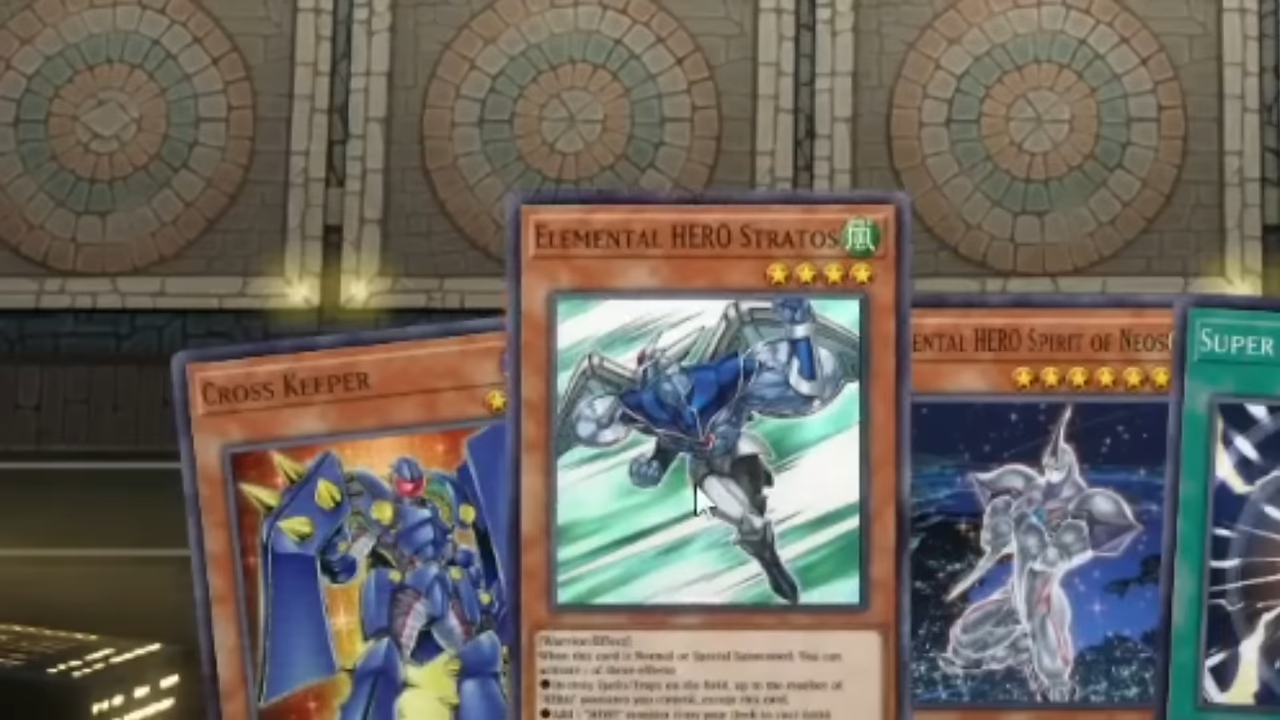 ELEMENTAL HERO STRATOS 風
CROSS KEEPER
ENTAL HERO SPIRIT OF NEOS
SUPER
[Warrior/Effect]
When this card is Normal or Special Summoned: You can
activate 1 of these effects;
●Destroy Spells/Traps on the field, up to the number of
"HERO" monsters you control, except this card.
●Add 1 "HERO" monster from your Deck to your hand.